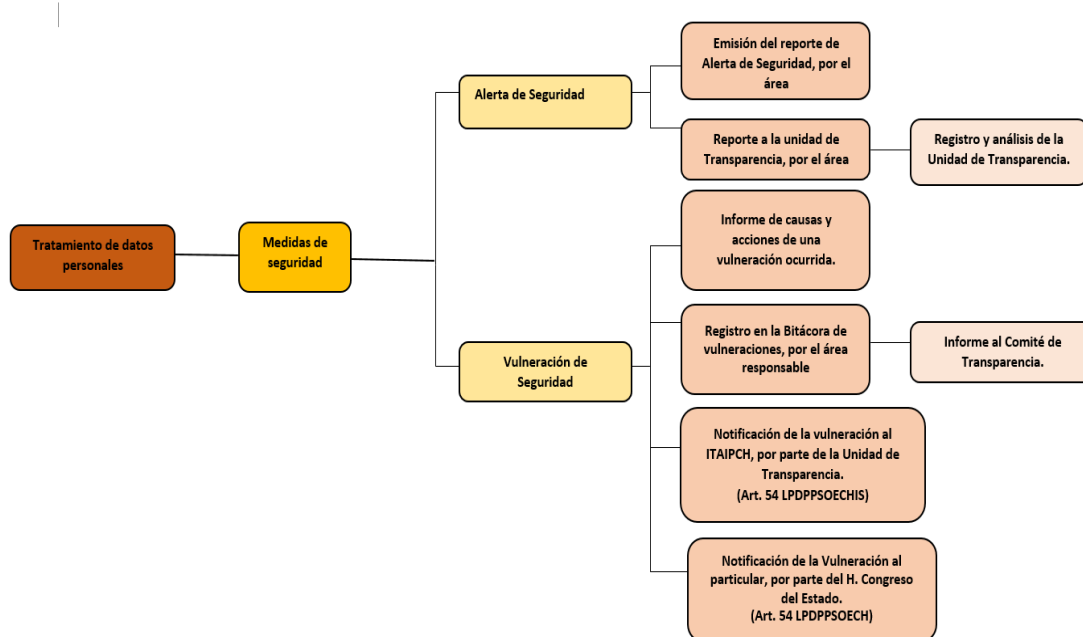 Emisión del reporte de
Alerta de Seguridad, por el
área
Alerta de Seguridad
Reporte a la unidad de
Transparencia, por el área
Registro y análisis de la
Unidad de Transparencia.
Informe de causas y
acciones de una
vulneración ocurrida.
Tratamiento de datos
personales
Medidas de
seguridad
Registro en la Bitácora de
vulneraciones, por el área
responsable
Informe al Comité de
Transparencia.
Vulneración de
Seguridad
Notificación de la vulneración al
ITAIPCH, por parte de la Unidad de
Transparencia.
(Art. 54 LPDPPSOECHIS)
Notificación de la Vulneración al
particular, por parte del H. Congreso
del Estado.
(Art. 54 LPDPPSOECH)